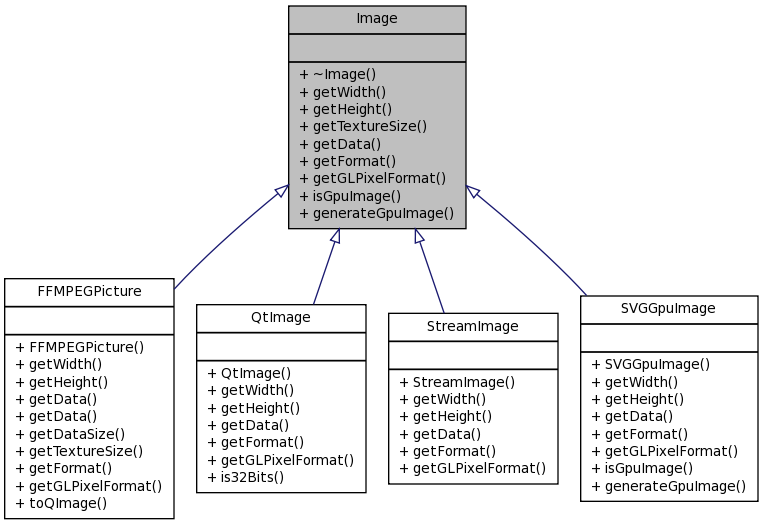 Image
+ ~Image()
+ getWidth()
+ getHeight()
+ getTextureSize()
+ getData()
+ getFormat()
+ getGLPixelFormat()
+ isGpuImage()
+ generateGpuImage()
FFMPEGPicture
+ FFMPEGPicture()
+ getWidth()
+ getHeight()
+ getData()
+ getData()
+ getDataSize()
+ getTextureSize()
+ getFormat()
+ getGLPixelFormat()
+ toQImage()
QtImage
+ QtImage()
+ getWidth()
+ getHeight()
+ getData()
+ getFormat()
+ getGLPixelFormat()
+ is32Bits()
StreamImage
+ StreamImage()
+ getWidth()
+ getHeight()
+ getData()
+ getFormat()
+ getGLPixelFormat()
SVGGpuImage
+ SVGGpuImage()
+ getWidth()
+ getHeight()
+ getData()
+ getFormat()
+ getGLPixelFormat()
+ isGpuImage()
+ generateGpuImage()